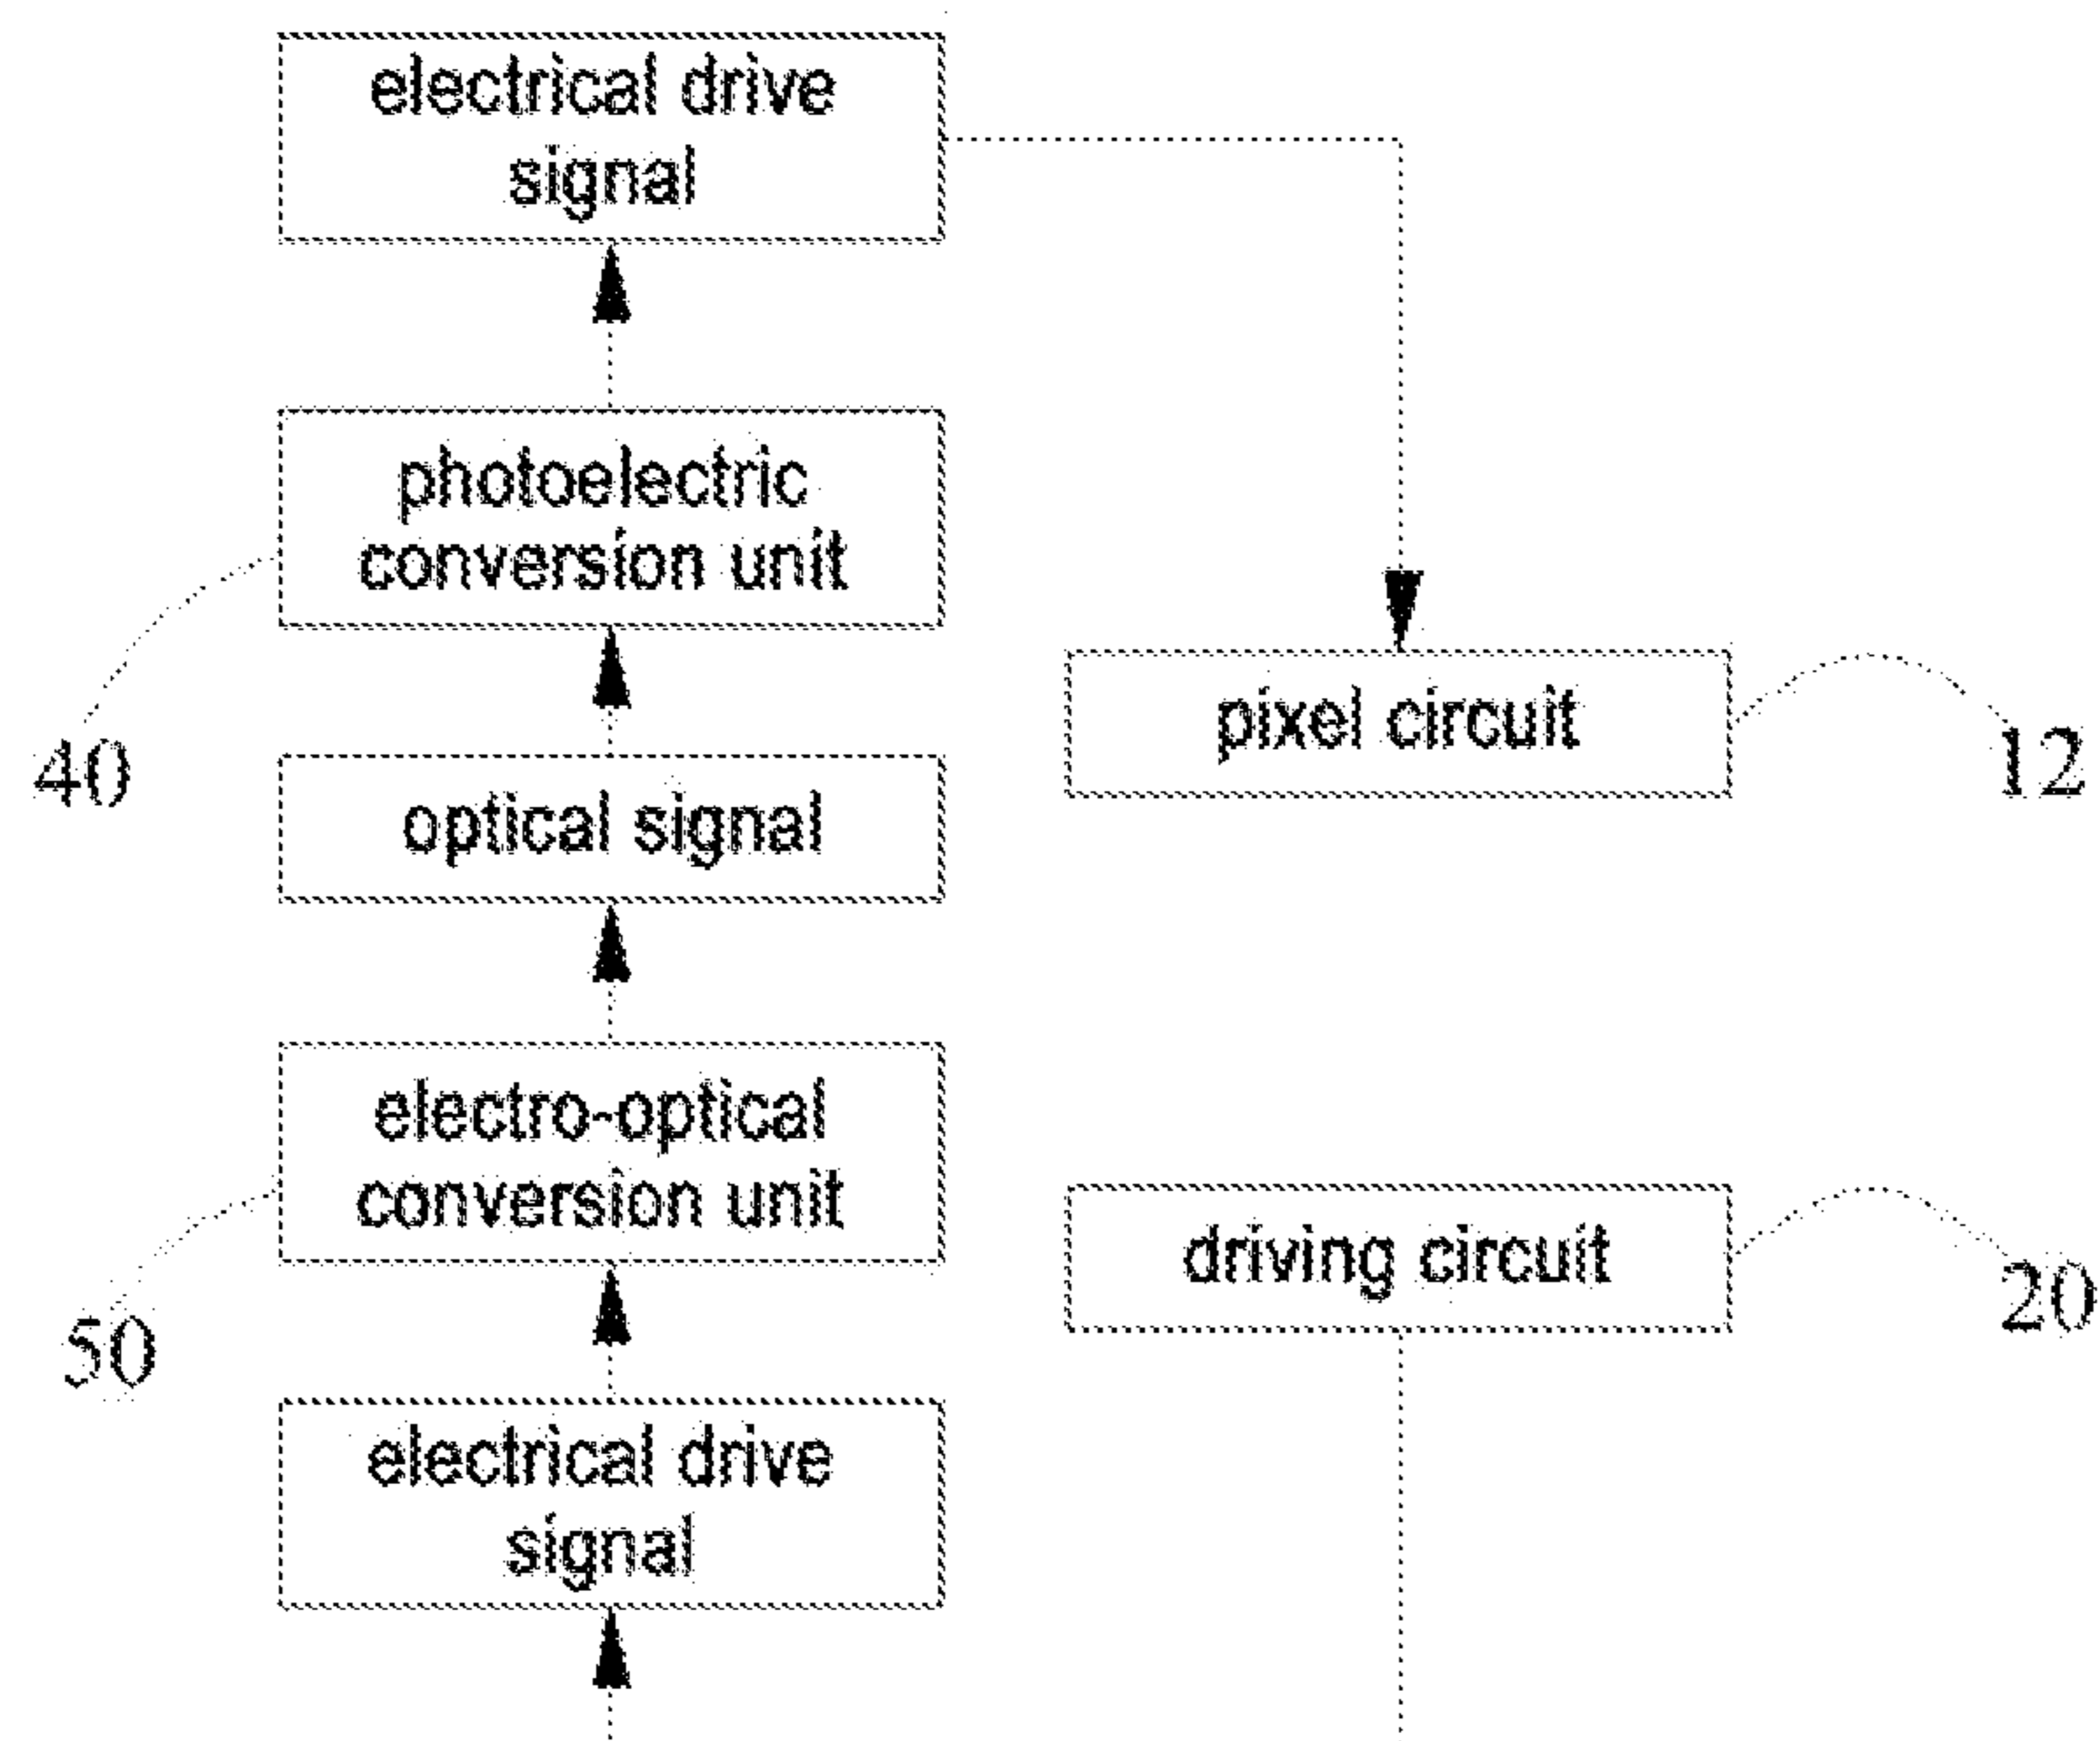 electrical drive
signal
photoelectric
conversion unit
40
pixel circuit
12
optical signal
electro-optical
conversion unit
50
driving circuit
20
electrical drive
signal